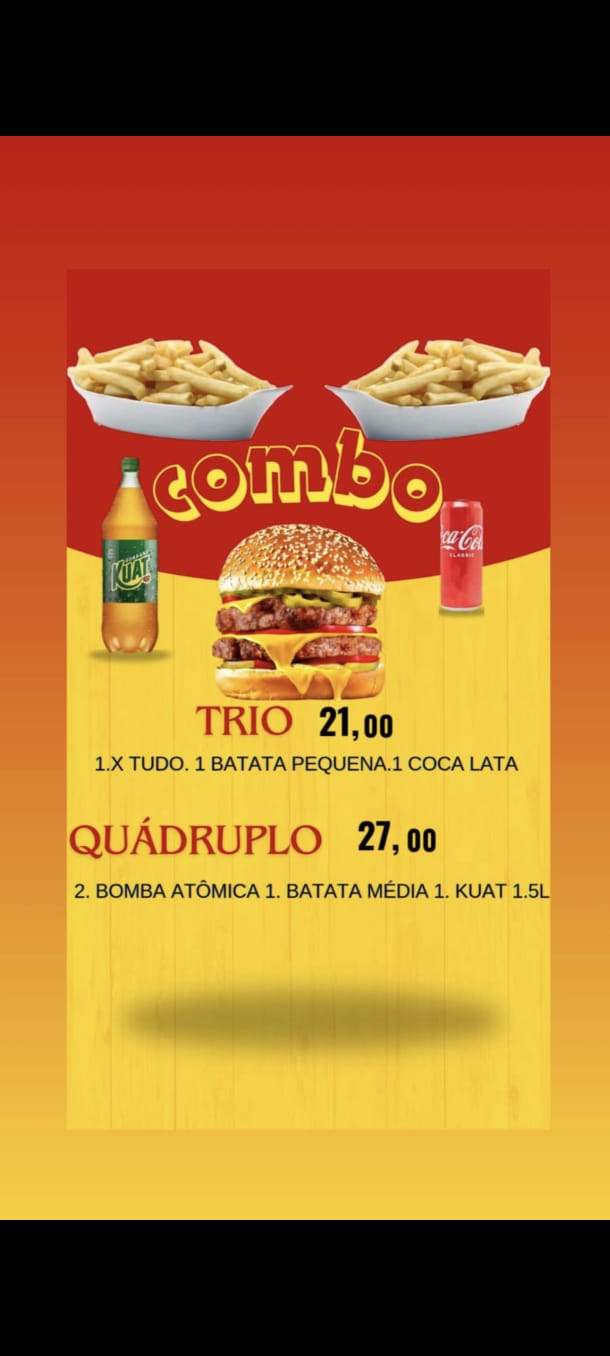 combo
KUAT
Coca-Cola
CLASSIC
TRIO 21,00
1.X TUDO. 1 BATATA PEQUENA.1 COCA LATA
QUÁDRUPLO 27,00
2. BOMBA ATÔMICA 1. BATATA MÉDIA 1. KUAT 1.5L